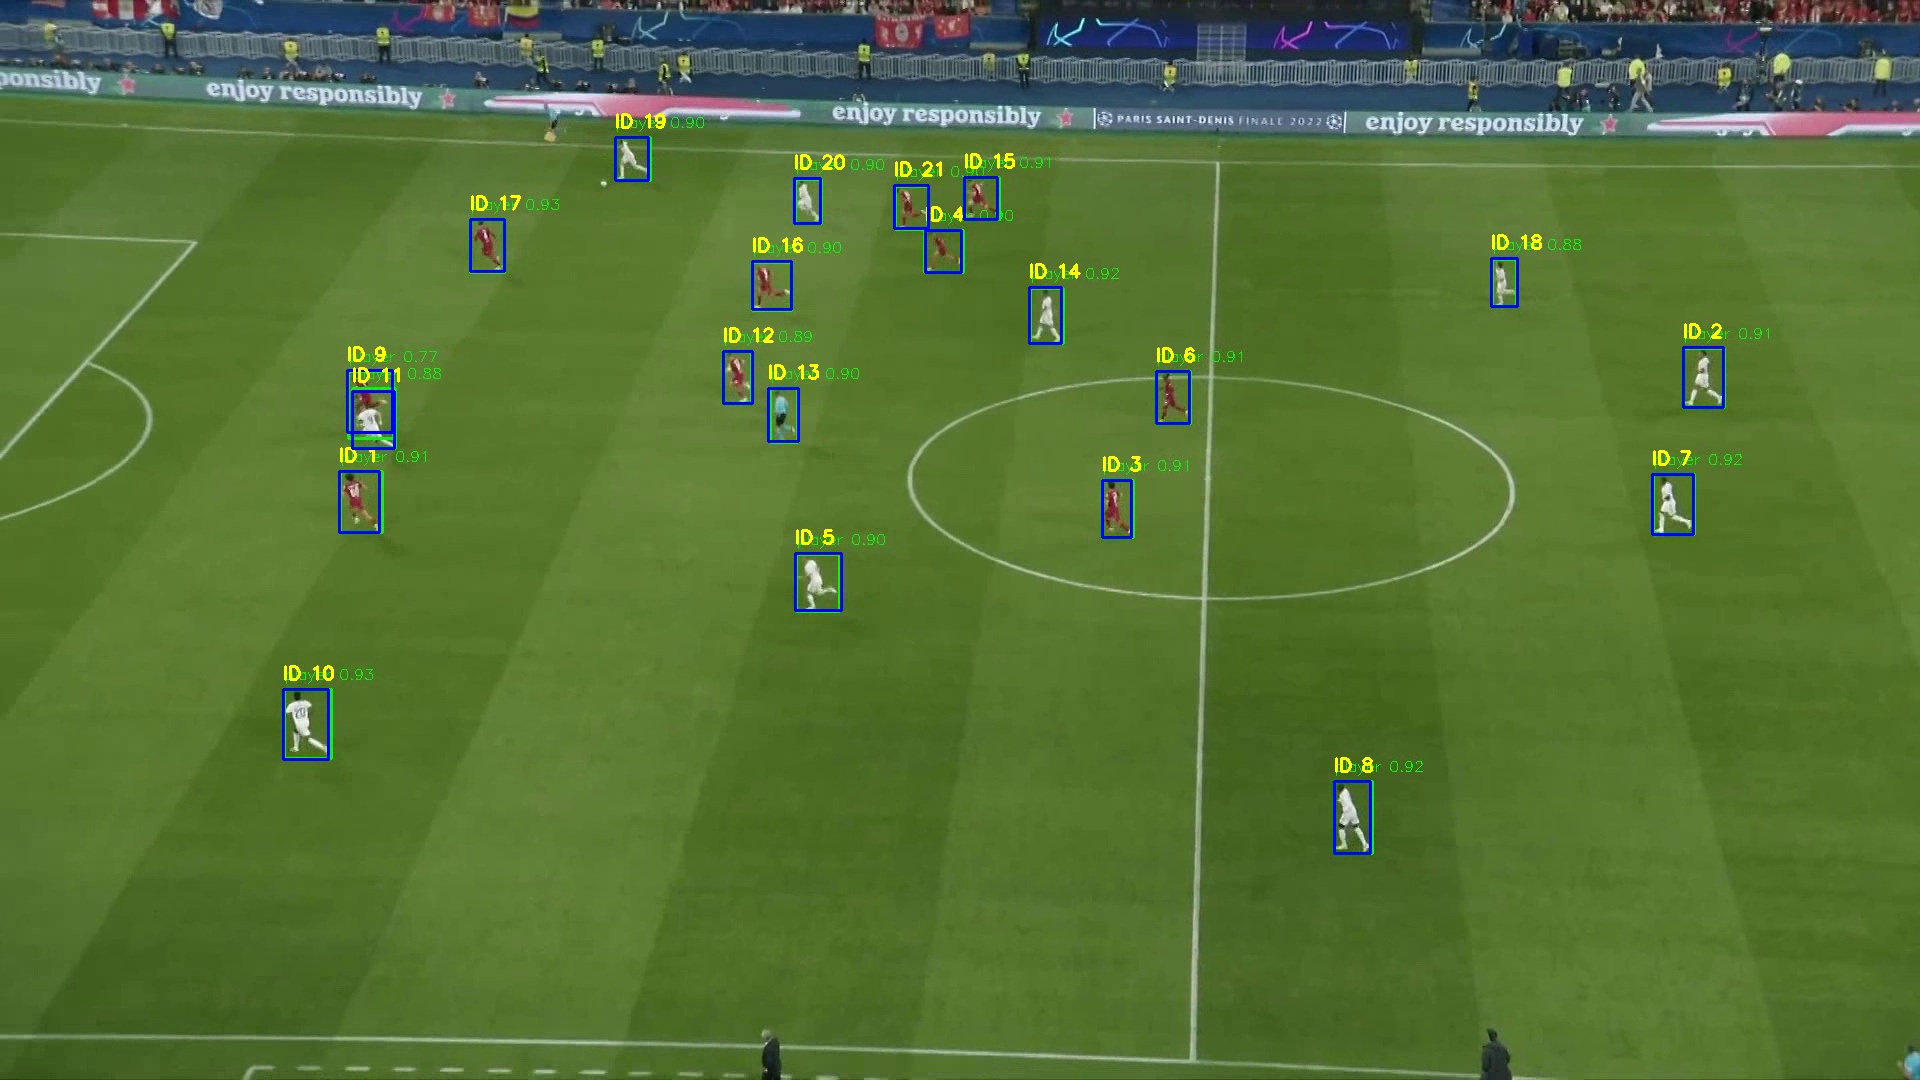 ponsibly
enjoy responsibly
enjoy responsibly
PARIS SAINT-DENIS FINALE 2022
enjoy responsibly
ID 19 0.90
ID 20 0.90
ID 21
ID 15 0.91
ID 17 0.93
ID 4
ID 16 0.90
ID 18 0.88
ID 14 0.92
ID 2 0.91
ID 12 0.89
ID 9 0.77
ID 6 0.91
ID 11 0.88
ID 13 0.90
ID 1 0.91
ID 3 0.91
ID 7 0.92
ID 5 0.90
ID 10 0.93
ID 8 0.92
20